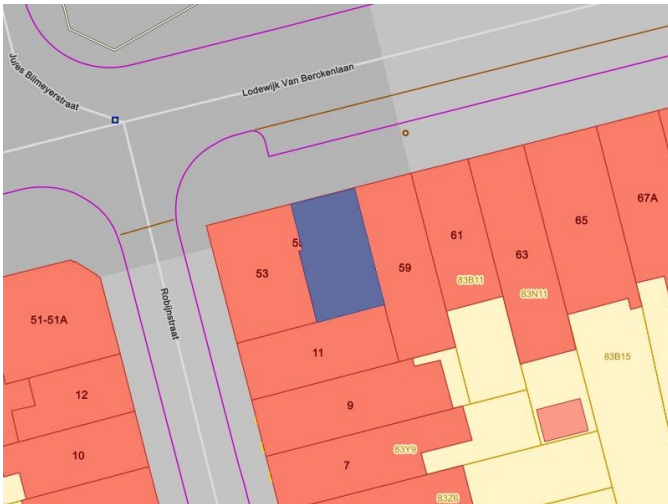 Jules Bilmeyerstraat
Lodewijk Van Berckenlaan
67A
65
61
63
59
53
83B11
83N11
51-51A
Robijnstraat
11
83B15
12
9
10
7
83Y9
83Z6